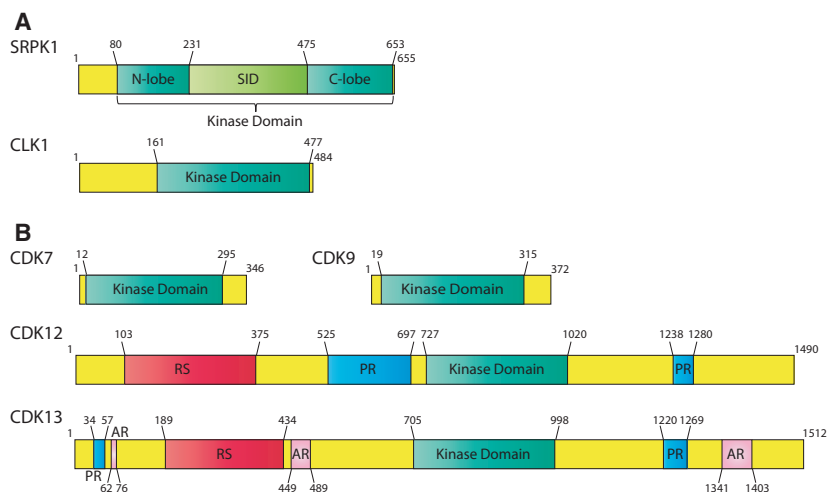 A
SRPK1
1 80 231 475 653
655
N-lobe SID C-lobe
Kinase Domain
CLK1
1 161 477
484
Kinase Domain
B
CDK7
1 12 295 346
Kinase Domain
CDK9
1 19 315 372
Kinase Domain
CDK12
1 103 375 525 697 727 1020 1238 1280 1490
RS PR Kinase Domain PR
CDK13
1 34 57 189 434 705 998 1220 1269 1512
AR
RS AR Kinase Domain PR AR
PR
62 76 449 489 1341 1403